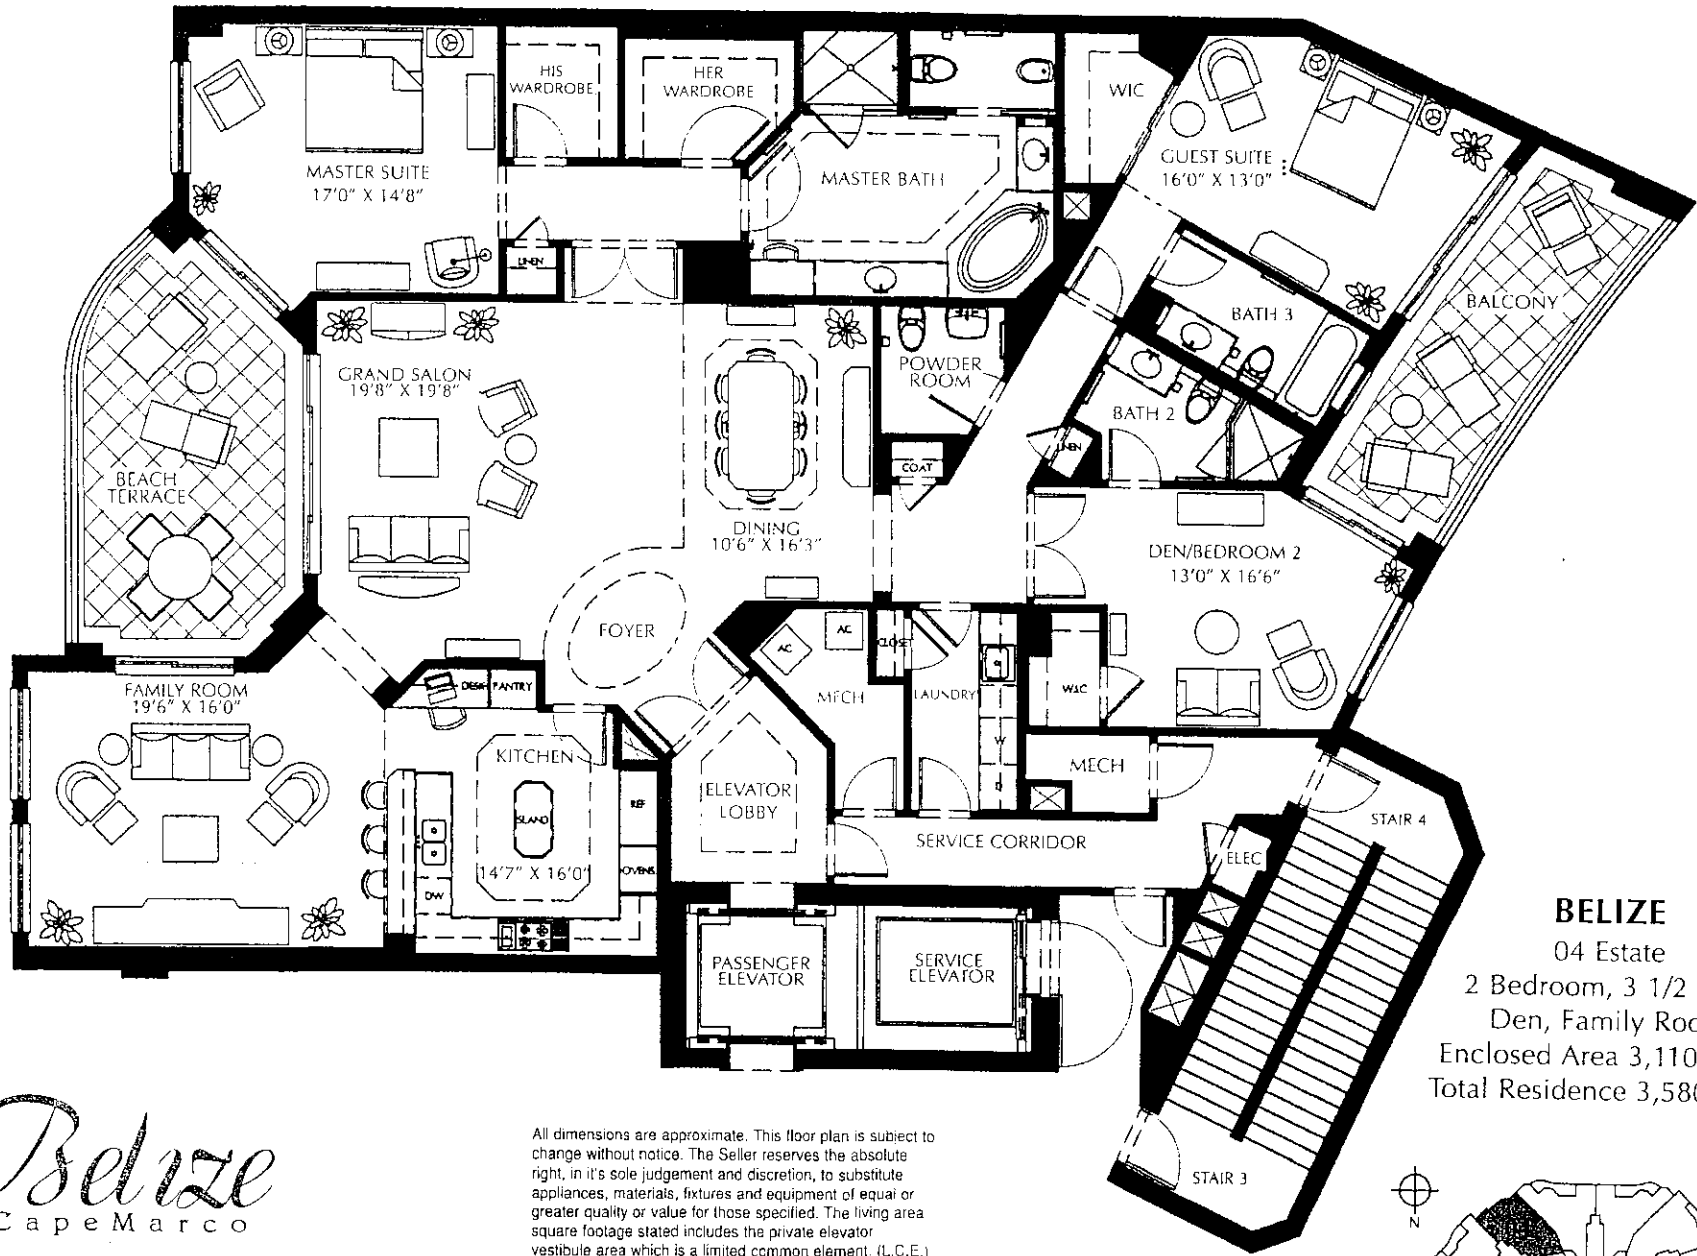 HIS
WARDROBE
HER
WARDROBE
WIC
MASTER SUITE
17'0" X 14'8"
MASTER BATH
GUEST SUITE
16'0" X 13'0"
LINEN
BALCONY
BATH 3
POWDER
ROOM
GRAND SALON
19'8" X 19'8"
BATH 2
LINEN
COAT
BEACH
TERRACE
DINING
10'6" X 16'3"
DEN/BEDROOM 2
13'0" X 16'6"
FOYER
AC
AC
CLOSET
MECH
LAUNDRY
WIC
FAMILY ROOM
19'6" X 16'0"
DESK
PANTRY
KITCHEN
ISLAND
14'7" X 16'0"
REF
OVENS
DW
ELEVATOR
LOBBY
W
D
MECH
SERVICE CORRIDOR
STAIR 4
ELEC
PASSENGER
ELEVATOR
SERVICE
ELEVATOR
STAIR 3
BELIZE
04 Estate
2 Bedroom, 3 1/2
Den, Family Roo
Enclosed Area 3,110
Total Residence 3,58
Belize
CapeMarco
All dimensions are approximate. This floor plan is subject to
change without notice. The Seller reserves the absolute
right, in it's sole judgement and discretion, to substitute
appliances, materials, fixtures and equipment of equal or
greater quality or value for those specified. The living area
square footage stated includes the private elevator
vestibule area which is a limited common element. (L.C.E.)
N